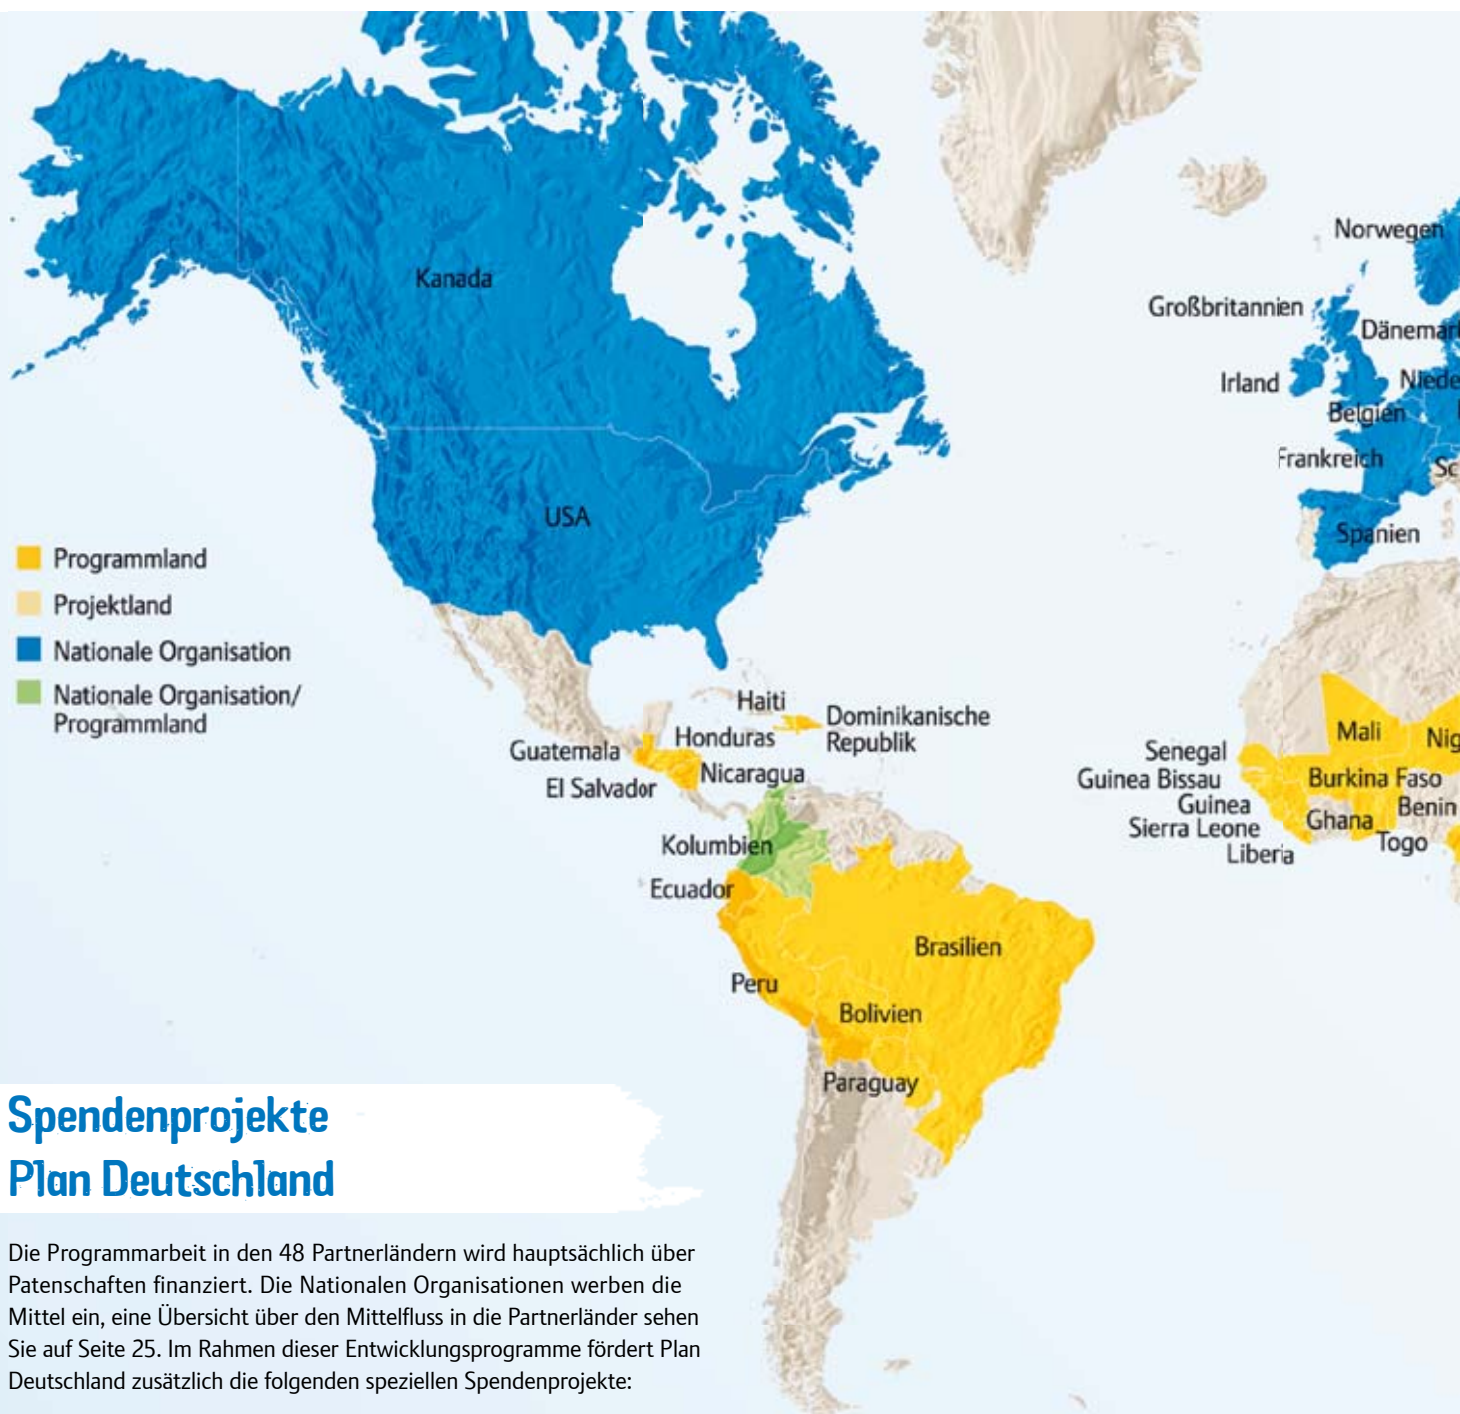 Norwegen
Kanada
Großbritannien
Dänemark
Irland
Niede
Belgien
Frankreich
Sc
USA
Spanien
Programmland
Projektland
Nationale Organisation
Nationale Organisation/
Programmland
Haiti
Dominikanische
Republik
Guatemala
Honduras
El Salvador
Nicaragua
Kolumbien
Ecuador
Brasilien
Peru
Bolivien
Paraguay
Mali
Nig
Senegal
Guinea Bissau
Burkina Faso
Guinea
Benin
Sierra Leone
Ghana
Togo
Liberia
Spendenprojekte
Plan Deutschland
Die Programmarbeit in den 48 Partnerländern wird hauptsächlich über
Patenschaften finanziert. Die Nationalen Organisationen werben die
Mittel ein, eine Übersicht über den Mittelfluss in die Partnerländer sehen
Sie auf Seite 25. Im Rahmen dieser Entwicklungsprogramme fördert Plan
Deutschland zusätzlich die folgenden speziellen Spendenprojekte: